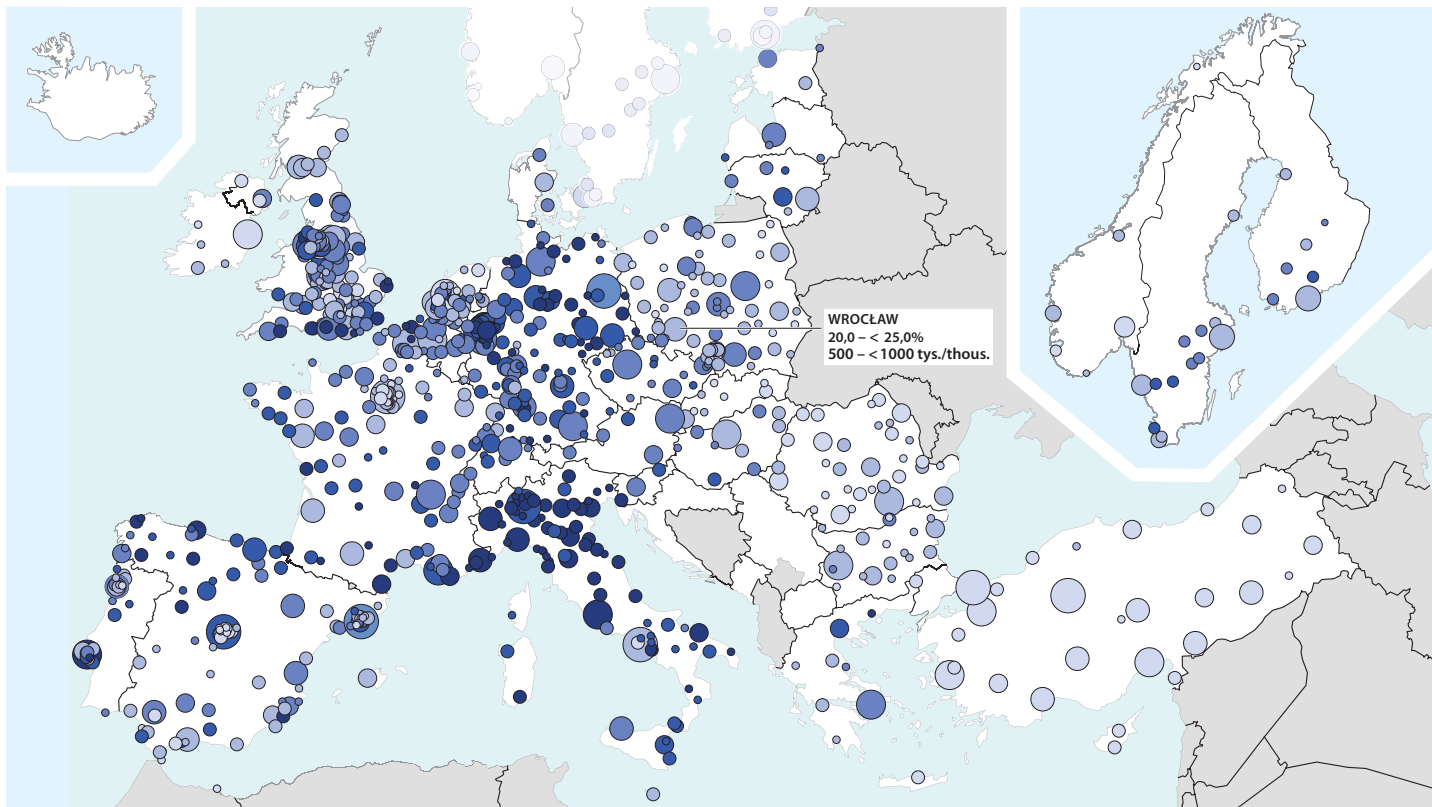 WROCŁAW
20,0 – < 25,0%
500 – < 1000 tys./thous.